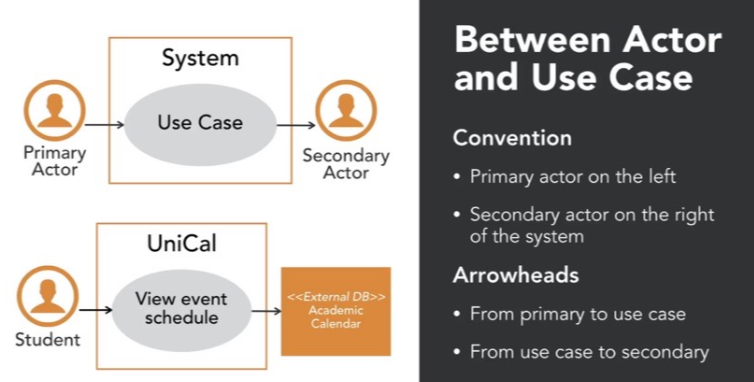 System
Use Case
Primary
Actor
Secondary
Actor
UniCal
View event
schedule
Student
<<External DB>>
Academic
Calendar
Between Actor
and Use Case
Convention
• Primary actor on the left
• Secondary actor on the right
of the system
Arrowheads
• From primary to use case
• From use case to secondary